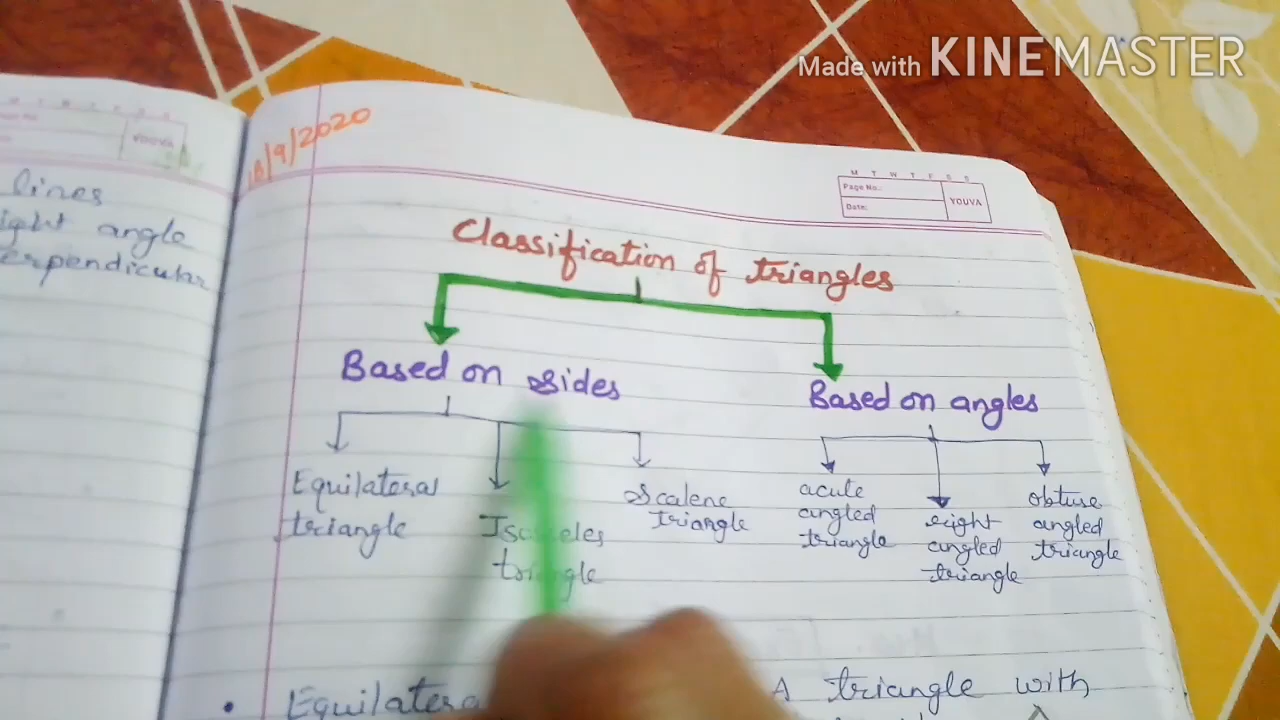 Made with KINEMASTER
lines
ight angle
erpendicular
YOUVA
18/9/2020
M T W T F S S
Page No.:
Date:
YOUVA
Classification of triangles
Based on sides
Based on angles
Equilateral
triangle
Isosceles
triangle
Scalene
triangle
acute
angled
triangle
right
angled
triangle
obtuse
angled
triangle
• Equilatera
A triangle with